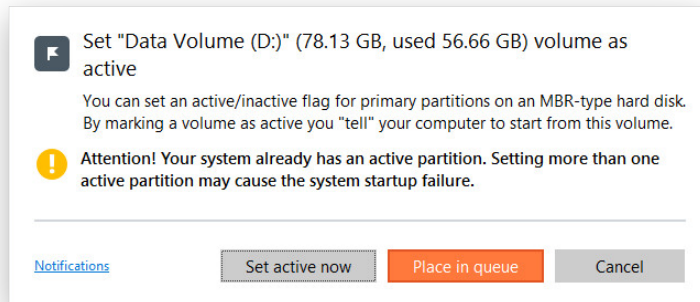 Set "Data Volume (D:)" (78.13 GB, used 56.66 GB) volume as
active
You can set an active/inactive flag for primary partitions on an MBR-type hard disk.
By marking a volume as active you "tell" your computer to start from this volume.
Attention! Your system already has an active partition. Setting more than one
active partition may cause the system startup failure.
Notifications
Set active now
Place in queue
Cancel